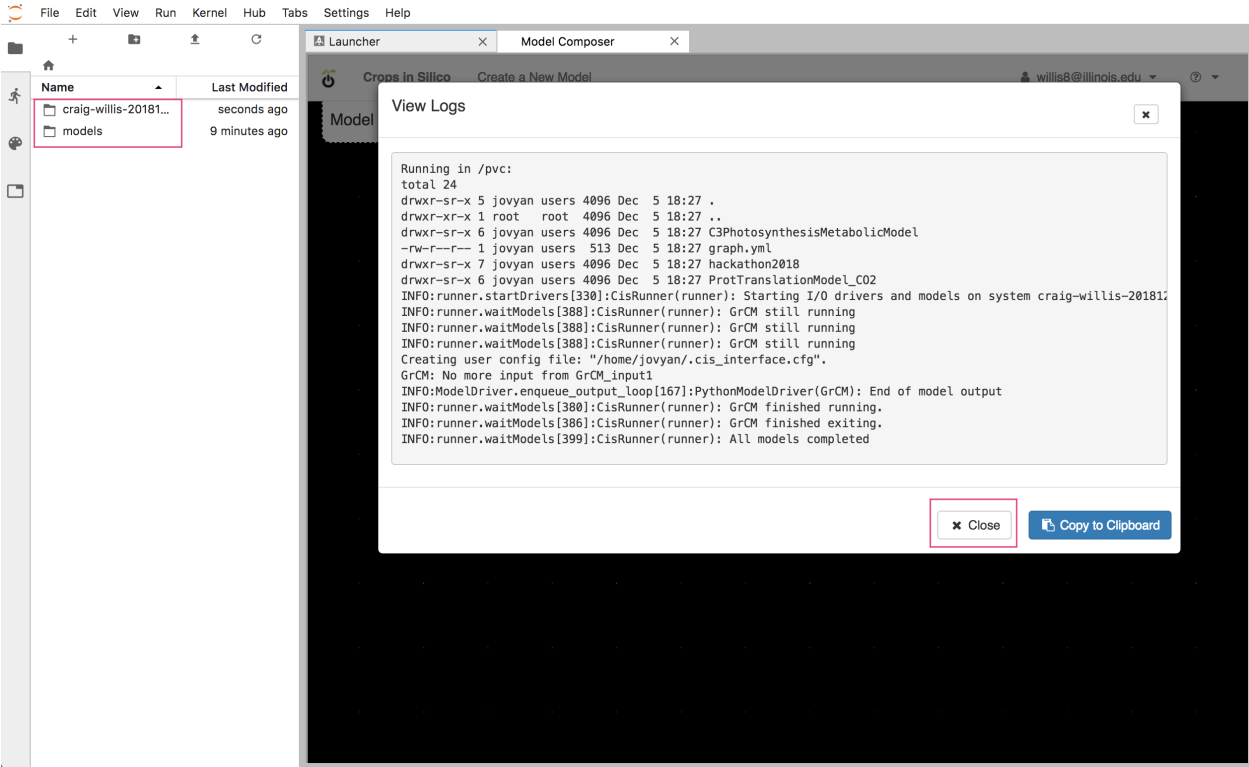 File Edit View Run Kernel Hub Tabs Settings Help
Launcher Model Composer
Crops in Silico Create a New Model willis8@illinois.edu
Name Last Modified
craig-willis-20181... seconds ago
models 9 minutes ago
Model
View Logs
Running in /pvc:
total 24
drwxr-sr-x 5 jovyan users 4096 Dec  5 18:27 .
drwxr-xr-x 1 root   root  4096 Dec  5 18:27 ..
drwxr-sr-x 6 jovyan users 4096 Dec  5 18:27 C3PhotosynthesisMetabolicModel
-rw-r--r-- 1 jovyan users  513 Dec  5 18:27 graph.yml
drwxr-sr-x 7 jovyan users 4096 Dec  5 18:27 hackathon2018
drwxr-sr-x 6 jovyan users 4096 Dec  5 18:27 ProtTranslationModel_CO2
INFO:runner.startDrivers[330]:CisRunner(runner): Starting I/O drivers and models on system craig-willis-201812
INFO:runner.waitModels[388]:CisRunner(runner): GrCM still running
INFO:runner.waitModels[388]:CisRunner(runner): GrCM still running
INFO:runner.waitModels[388]:CisRunner(runner): GrCM still running
Creating user config file: "/home/jovyan/.cis_interface.cfg".
GrCM: No more input from GrCM_input1
INFO:ModelDriver.enqueue_output_loop[167]:PythonModelDriver(GrCM): End of model output
INFO:runner.waitModels[380]:CisRunner(runner): GrCM finished running.
INFO:runner.waitModels[386]:CisRunner(runner): GrCM finished exiting.
INFO:runner.waitModels[399]:CisRunner(runner): All models completed
Close Copy to Clipboard